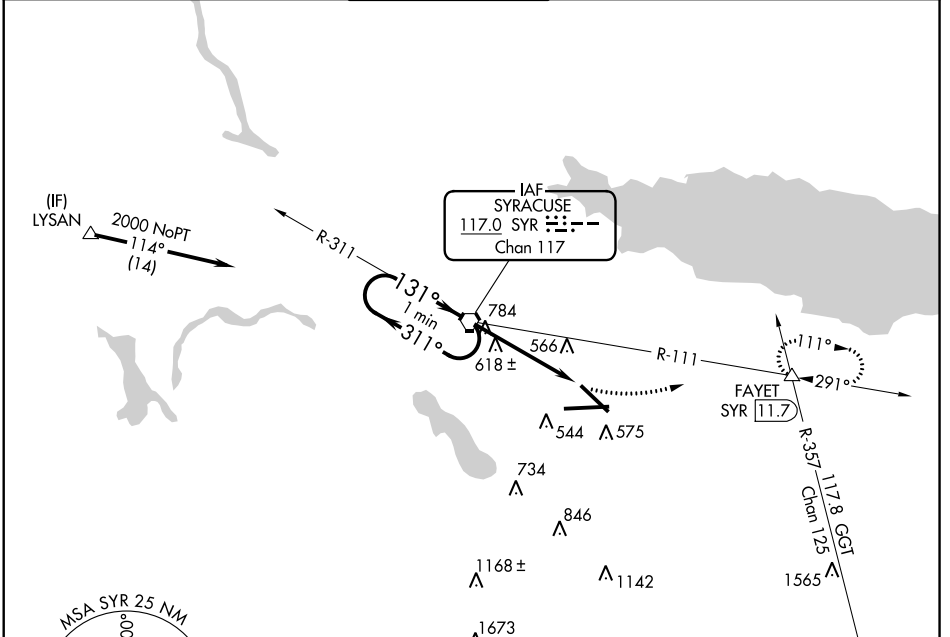 (IF)
LYSAN
2000 NoPT
114°
(14)
R-311
IAF
SYRACUSE
117.0 SYR
Chan 117
131°
1 min
311°
784
618 ±
566
R-111
111°
291°
FAYET
SYR 11.7
544
575
R-357
117.8 GGT
Chan 125
734
846
1168 ±
1142
1565
1673
MSA SYR 25 NM